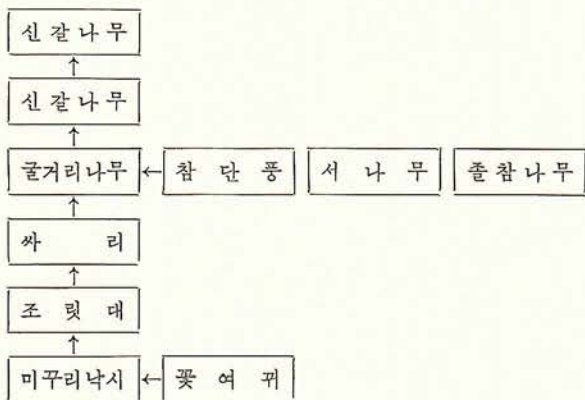 신갈나무
↑
신갈나무
↑
굴거리나무 ← 참단풍 서나무 졸참나무
↑
싸리
↑
조릿대
↑
미꾸리낚시 ← 꽃여뀌